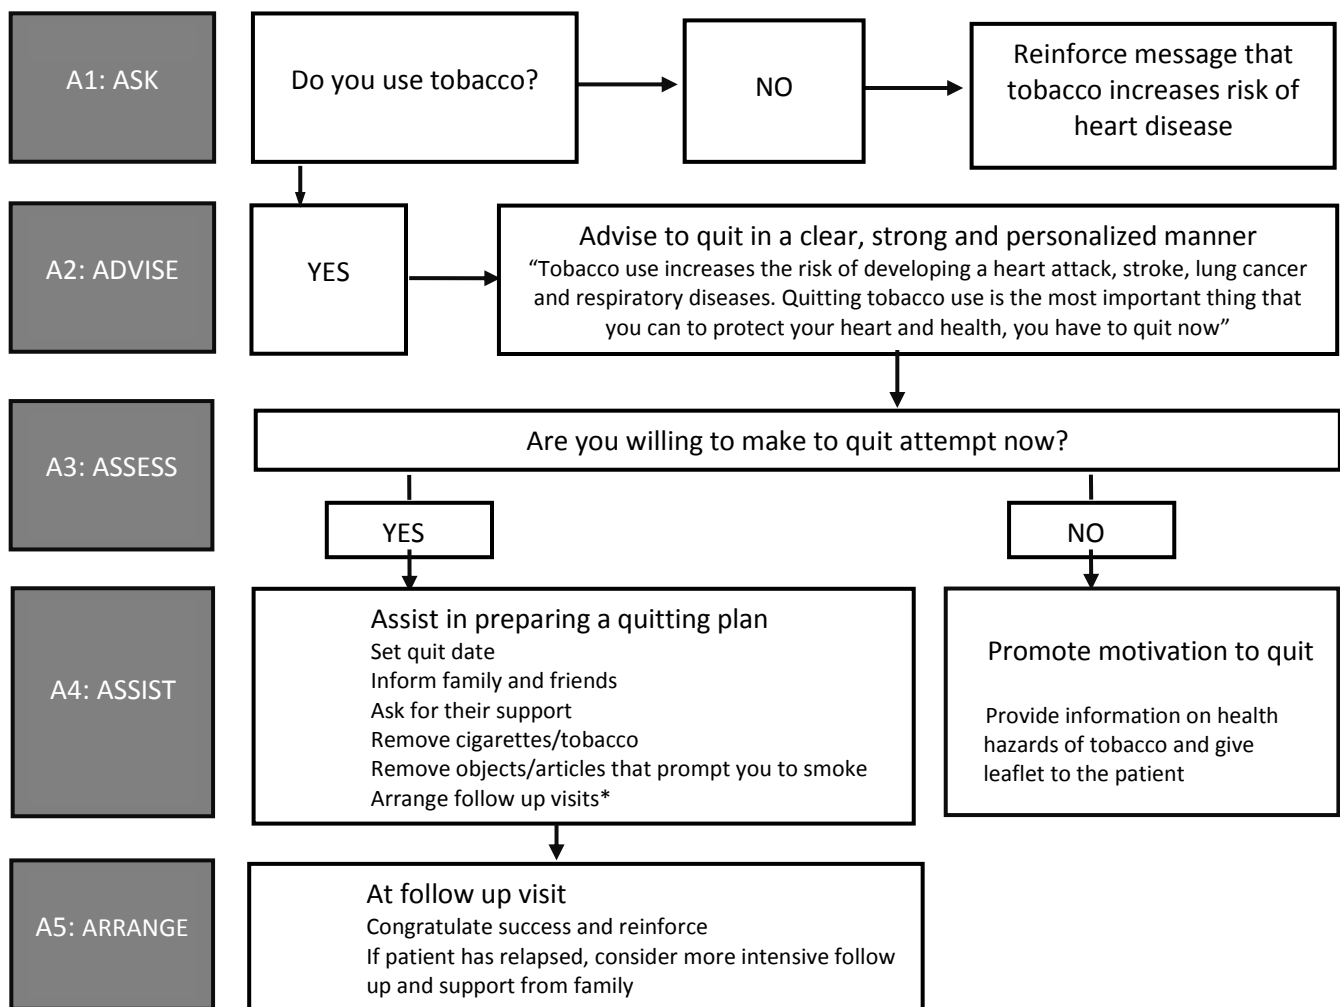 A1: ASK
Do you use tobacco?
NO
Reinforce message that
tobacco increases risk of
heart disease
A2: ADVISE
YES
Advise to quit in a clear, strong and personalized manner
“Tobacco use increases the risk of developing a heart attack, stroke, lung cancer
and respiratory diseases. Quitting tobacco use is the most important thing that
you can to protect your heart and health, you have to quit now”
A3: ASSESS
Are you willing to make to quit attempt now?
YES
NO
A4: ASSIST
Assist in preparing a quitting plan
Set quit date
Inform family and friends
Ask for their support
Remove cigarettes/tobacco
Remove objects/articles that prompt you to smoke
Arrange follow up visits*
Promote motivation to quit
Provide information on health
hazards of tobacco and give
leaflet to the patient
A5: ARRANGE
At follow up visit
Congratulate success and reinforce
If patient has relapsed, consider more intensive follow
up and support from family